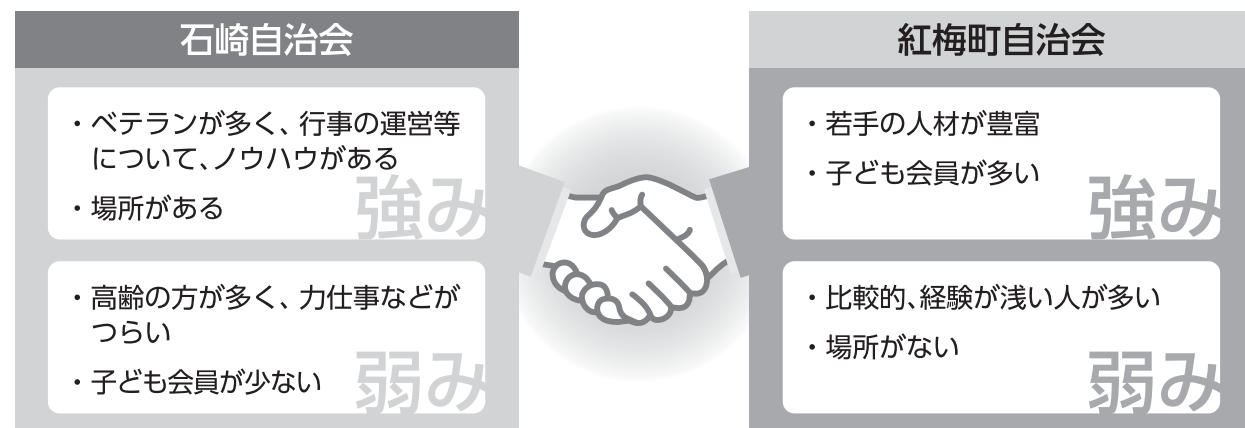 石崎自治会
・ベテランが多く、行事の運営等
について、ノウハウがある
・場所がある
強み
・高齢の方が多く、力仕事などが
つらい
・子ども会員が少ない
弱み
紅梅町自治会
・若手の人材が豊富
・子ども会員が多い
強み
・比較的、経験が浅い人が多い
・場所がない
弱み